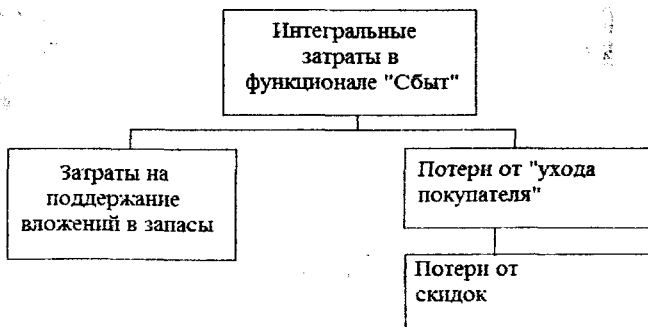 Интегральные
затраты в
функционале "Сбыт"
Затраты на
поддержание
вложений в запасы
Потери от "ухода
покупателя"
Потери от
скидок